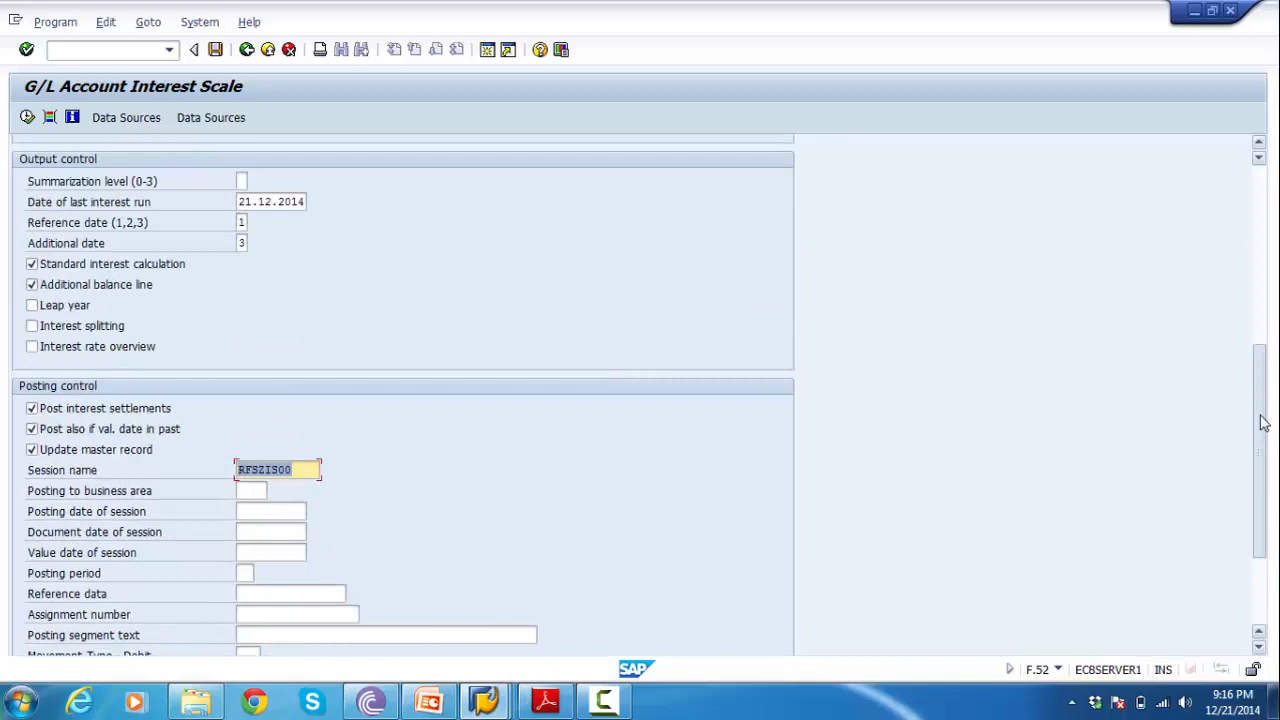 Program Edit Goto System Help
G/L Account Interest Scale
Data Sources Data Sources
Output control
Summarization level (0-3)
Date of last interest run 21.12.2014
Reference date (1,2,3) 1
Additional date 3
Standard interest calculation
Additional balance line
Leap year
Interest splitting
Interest rate overview
Posting control
Post interest settlements
Post also if val. date in past
Update master record
Session name RFSZIS00
Posting to business area
Posting date of session
Document date of session
Value date of session
Posting period
Reference data
Assignment number
Posting segment text
Movement Type - Debit
SAP F.52 EC8SERVER1 INS
9:16 PM
12/21/2014